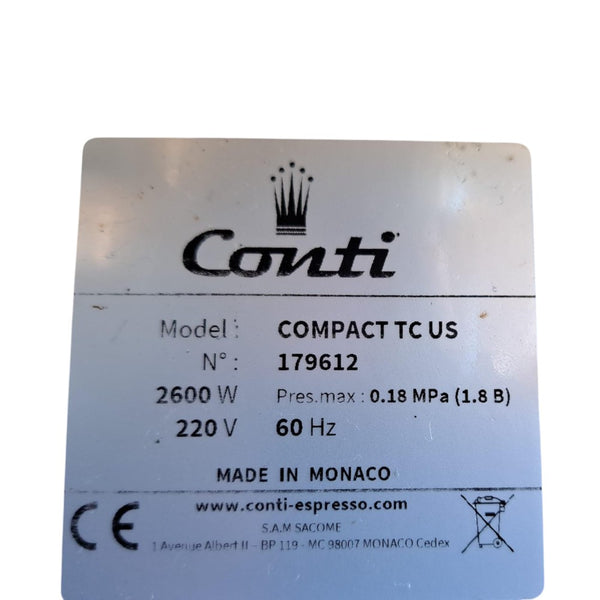 Conti
Model : COMPACT TC US
N° : 179612
2600 W Pres.max : 0.18 MPa (1.8 B)
220 V 60 Hz
MADE IN MONACO
www.conti-espresso.com
CE S.A.M SACOME
1 Avenue Albert II - BP 119 - MC 98007 MONACO Cedex